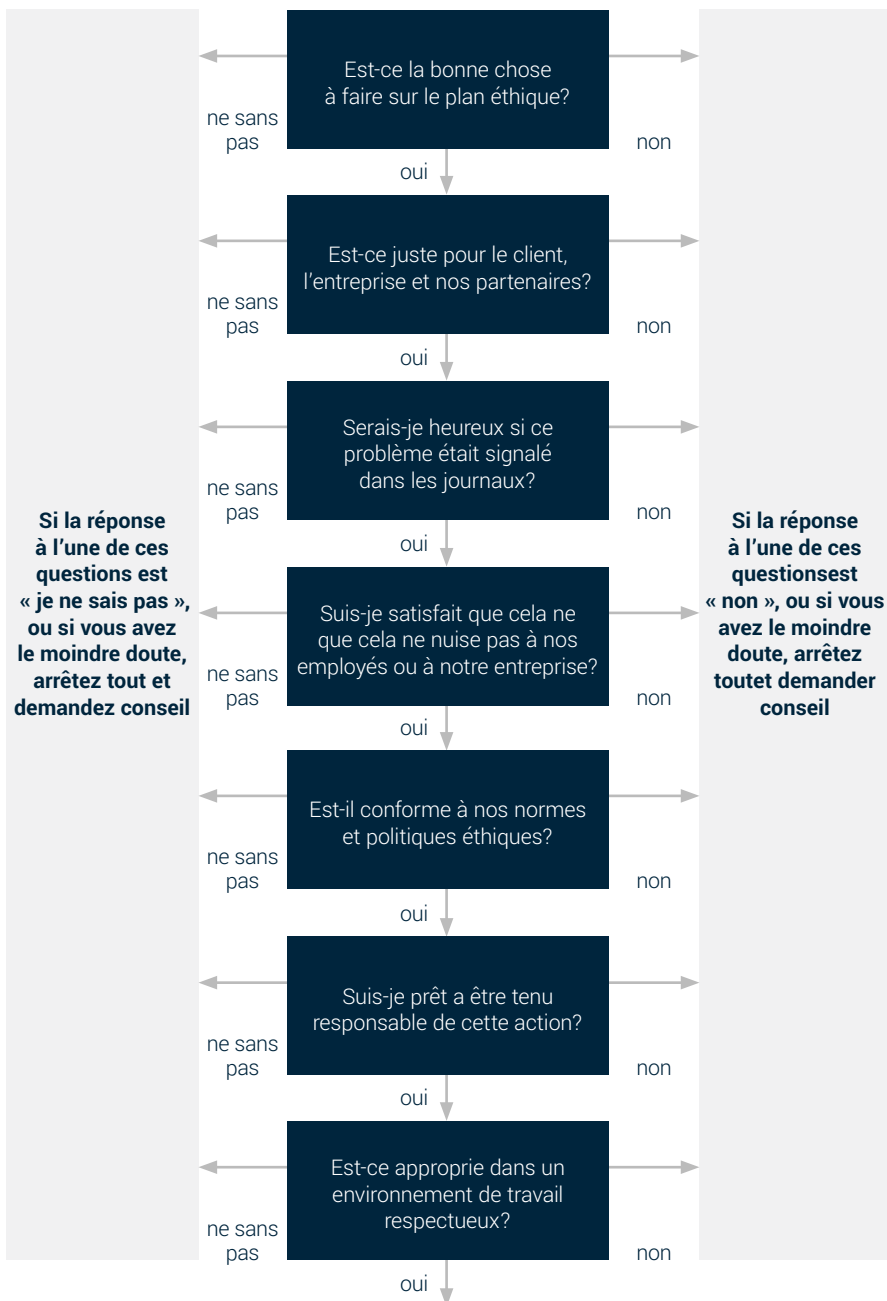 Est-ce la bonne chose
à faire sur le plan éthique?
ne sans
pas
non
oui
Est-ce juste pour le client,
l'entreprise et nos partenaires?
ne sans
pas
non
oui
Serais-je heureux si ce
problème était signalé
dans les journaux?
ne sans
pas
non
oui
Si la réponse
à l'une de ces
questions est
« je ne sais pas »,
ou si vous avez
le moindre doute,
arrêtez tout et
demandez conseil
Suis-je satisfait que cela ne
que cela ne nuise pas à nos
employés ou à notre entreprise?
ne sans
pas
non
oui
Si la réponse
à l'une de ces
questionsest
« non », ou si vous
avez le moindre
doute, arrêtez
toutet demander
conseil
Est-il conforme à nos normes
et politiques éthiques?
ne sans
pas
non
oui
Suis-je prêt a être tenu
responsable de cette action?
ne sans
pas
non
oui
Est-ce approprie dans un
environnement de travail
respectueux?
ne sans
pas
non
oui